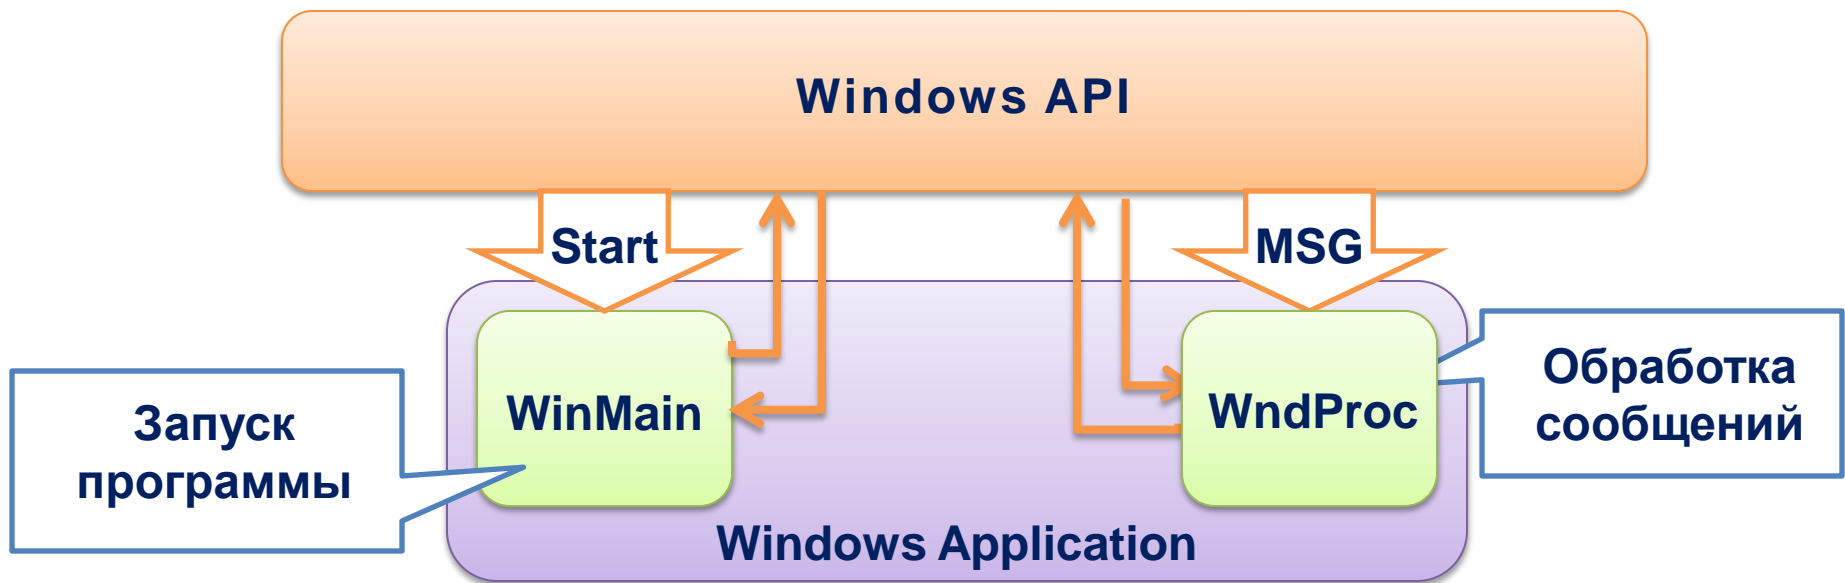 Windows API
Start
MSG
WinMain
WndProc
Запуск
программы
Обработка
сообщений
Windows Application